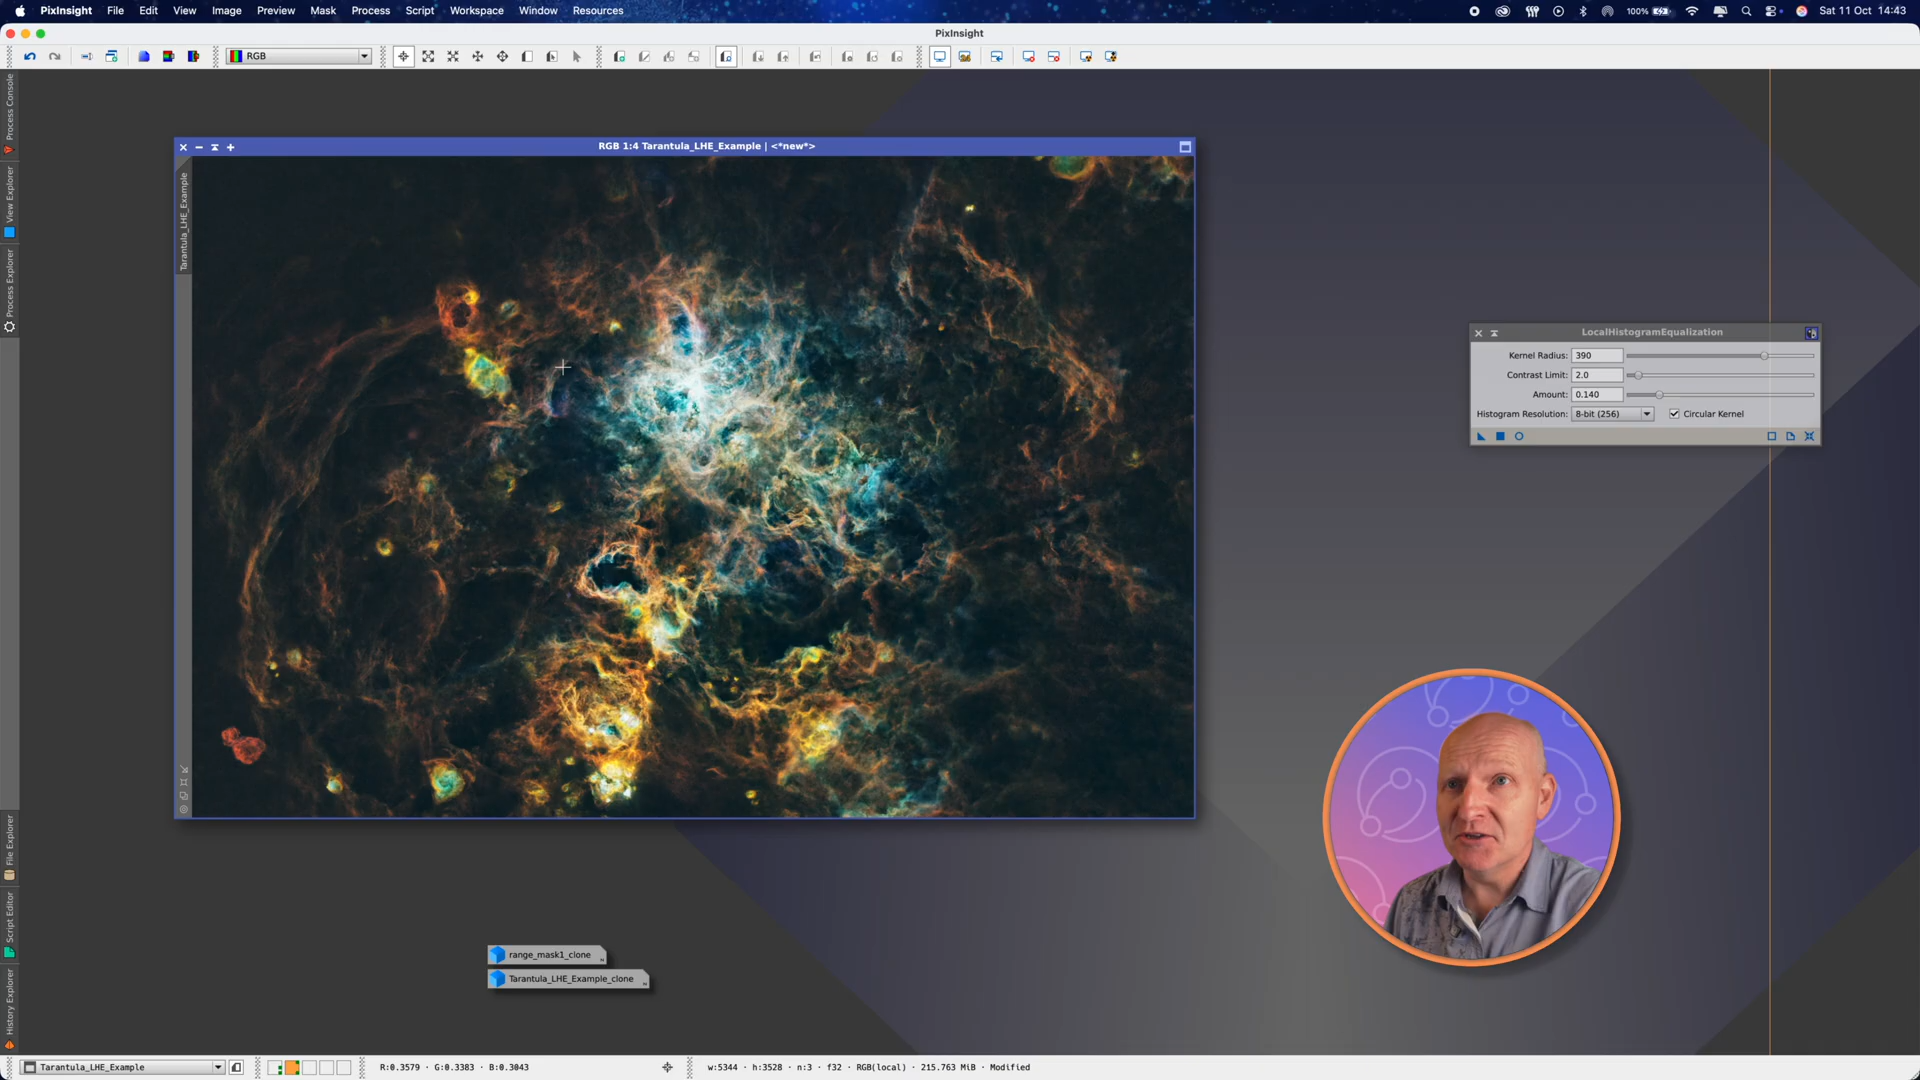 PixInsight File Edit View Image Preview Mask Process Script Workspace Window Resources 100% Sat 11 Oct 14:43
PixInsight
RGB
RGB 1:4 Tarantula_LHE_Example | <*new*>
Tarantula_LHE_Example
Process Console
View Explorer
Process Explorer
File Explorer
Script Editor
History Explorer
LocalHistogramEqualization
Kernel Radius: 390
Contrast Limit: 2.0
Amount: 0.140
Histogram Resolution: 8-bit (256) Circular Kernel
range_mask1_clone
Tarantula_LHE_Example_clone
Tarantula_LHE_Example R:0.3579 · G:0.3383 · B:0.3043 w:5344 · h:3528 · n:3 · f32 · RGB(local) · 215.763 MiB · Modified